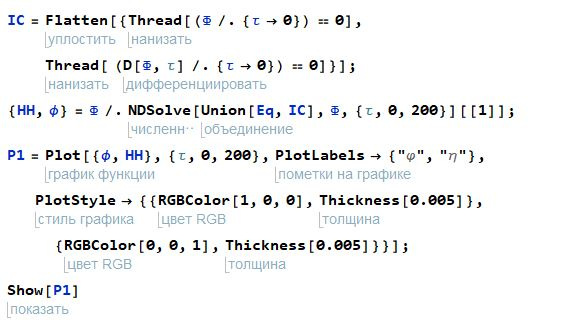 IC = Flatten[{Thread[(Φ /. {τ → 0}) == 0],
уплостить нанизать
Thread[ (D[Φ, τ] /. {τ → 0}) == 0]}];
нанизать дифференциировать
{HH, ϕ} = Φ /. NDSolve[Union[Eq, IC], Φ, {τ, 0, 200}][[1]];
численн·· объединение
P1 = Plot[{ϕ, HH}, {τ, 0, 200}, PlotLabels → {"φ", "η"},
график функции пометки на графике
PlotStyle → {{RGBColor[1, 0, 0], Thickness[0.005]},
стиль графика цвет RGB толщина
{RGBColor[0, 0, 1], Thickness[0.005]}}];
цвет RGB толщина
Show[P1]
показать